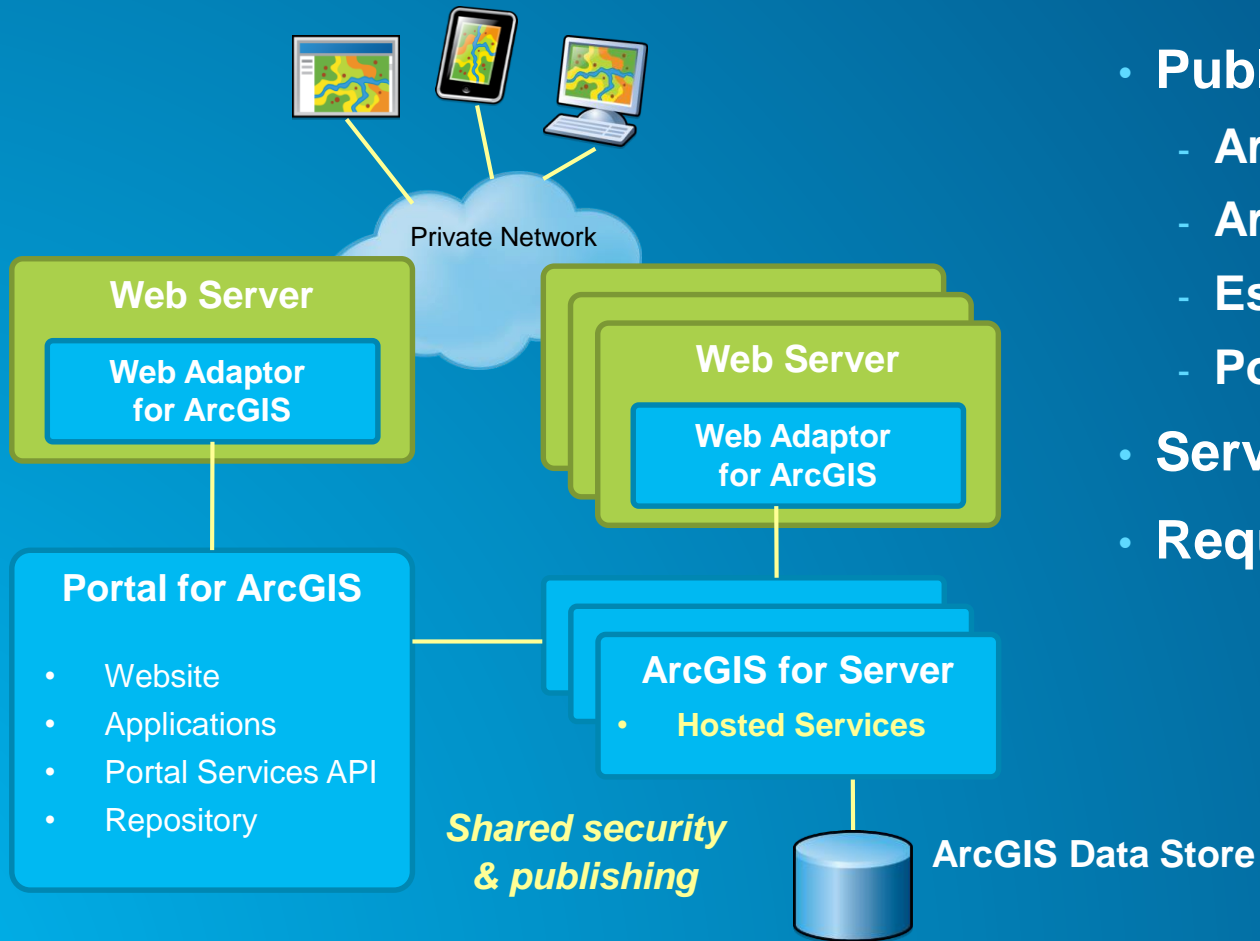 Private Network
Web Server
Web Adaptor
for ArcGIS
Web Server
Web Adaptor
for ArcGIS
Portal for ArcGIS
• Website
• Applications
• Portal Services API
• Repository
ArcGIS for Server
• Hosted Services
Shared security
& publishing
ArcGIS Data Store